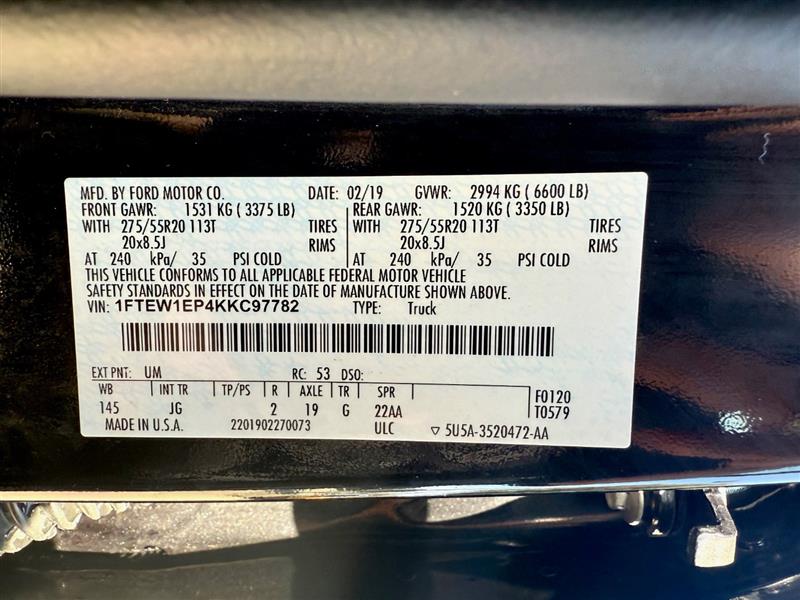 MFD. BY FORD MOTOR CO. DATE: 02/19 GVWR: 2994 KG ( 6600 LB)
FRONT GAWR: 1531 KG ( 3375 LB) REAR GAWR: 1520 KG ( 3350 LB)
WITH 275/55R20 113T TIRES WITH 275/55R20 113T TIRES
20x8.5J RIMS 20x8.5J RIMS
AT 240 kPa/ 35 PSI COLD AT 240 kPa/ 35 PSI COLD
THIS VEHICLE CONFORMS TO ALL APPLICABLE FEDERAL MOTOR VEHICLE
SAFETY STANDARDS IN EFFECT ON THE DATE OF MANUFACTURE SHOWN ABOVE.
VIN: 1FTEW1EP4KKC97782 TYPE: Truck
EXT PNT: UM RC: 53 DSO:
WB INT TR TP/PS R AXLE TR SPR F0120
145 JG 2 19 G 22AA T0579
MADE IN U.S.A. 2201902270073 ULC ▽ 5U5A-3520472-AA